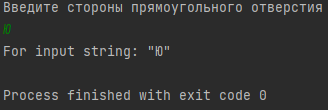 Введите стороны прямоугольного отверстия
Ю
For input string: "Ю"
Process finished with exit code 0